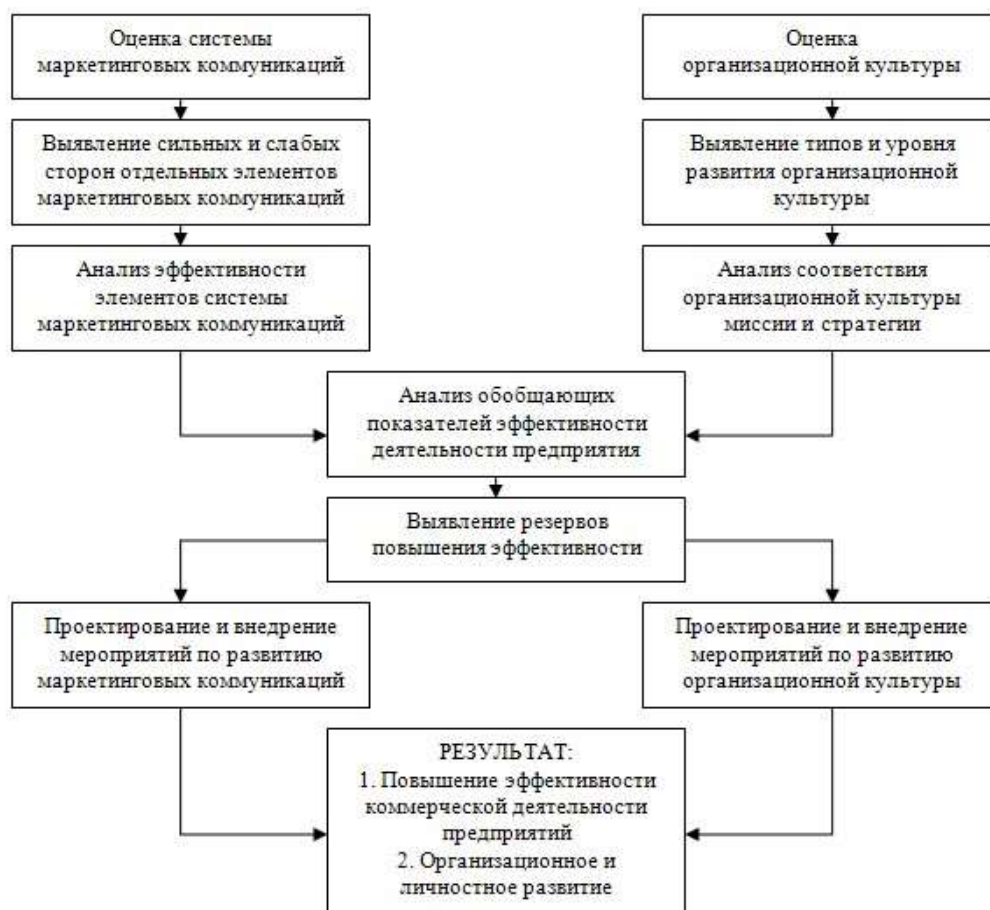 Оценка системы
маркетинговых коммуникаций
Оценка
организационной культуры
Выявление сильных и слабых
сторон отдельных элементов
маркетинговых коммуникаций
Выявление типов и уровня
развития организационной
культуры
Анализ эффективности
элементов системы
маркетинговых коммуникаций
Анализ соответствия
организационной культуры
миссии и стратегии
Анализ обобщающих
показателей эффективности
деятельности предприятия
Выявление резервов
повышения эффективности
Проектирование и внедрение
мероприятий по развитию
маркетинговых коммуникаций
Проектирование и внедрение
мероприятий по развитию
организационной культуры
РЕЗУЛЬТАТ:
1. Повышение эффективности
коммерческой деятельности
предприятий
2. Организационное и
личностное развитие